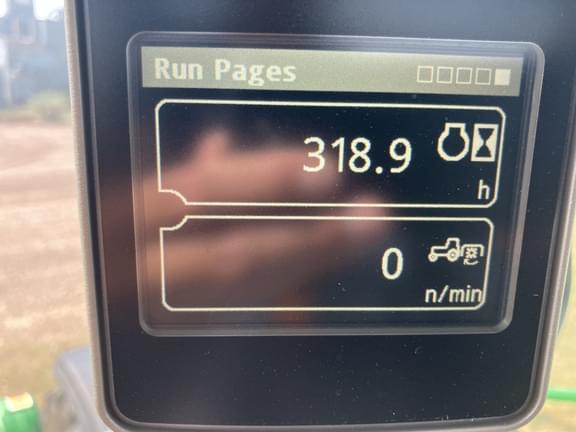 Run Pages
318.9
h
0
n/min